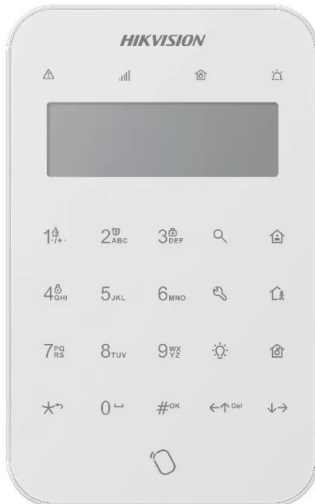 HIKVISION
1./+- 2ABC 3DEF
4GHI 5JKL 6MNO
7PQRS 8TUV 9WXYZ
* 0 #OK Del